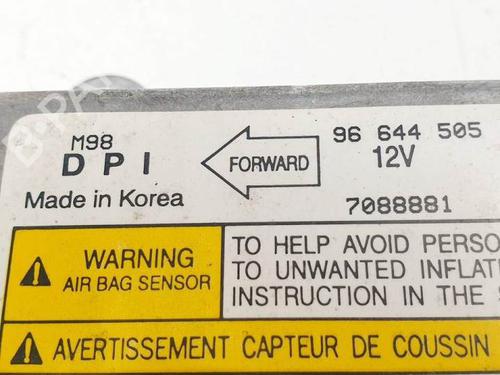 M98
D P I
Made in Korea
FORWARD
96 644 505
12V
7088881
WARNING
AIR BAG SENSOR
TO HELP AVOID PERSO
TO UNWANTED INFLAT
INSTRUCTION IN THE S
AVERTISSEMENT CAPTEUR DE COUSSIN
B-PARTS